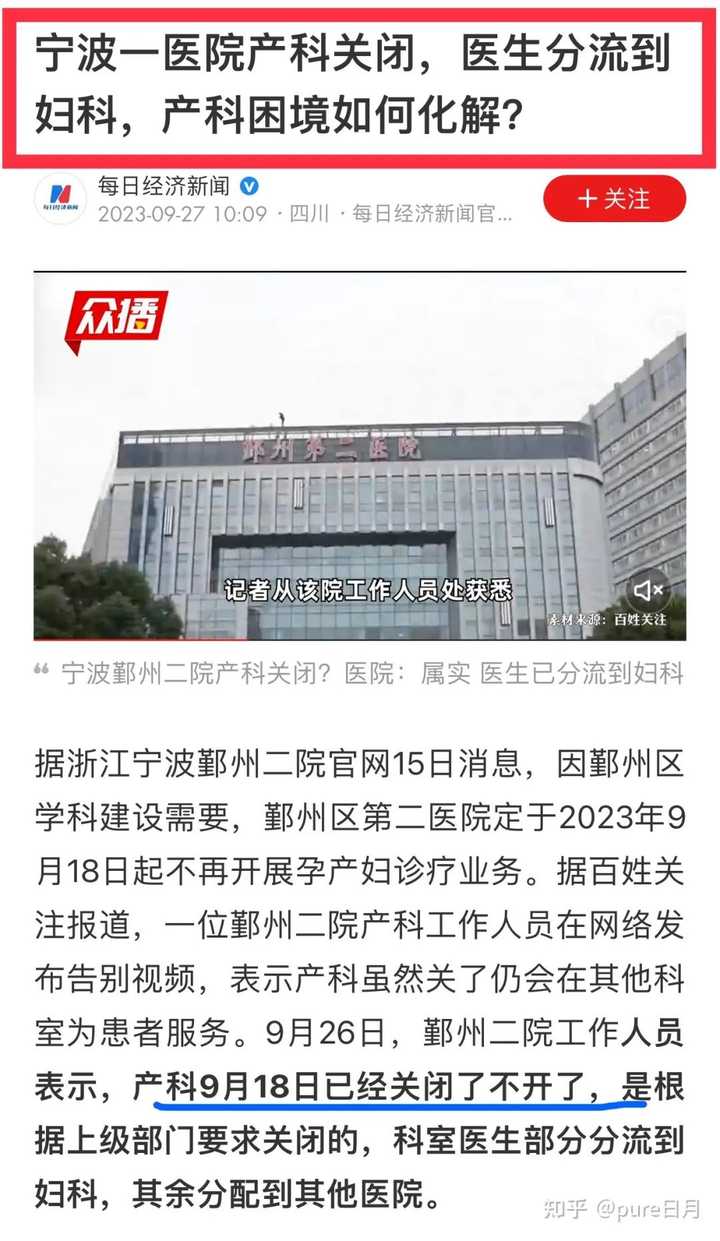 宁波一医院产科关闭，医生分流到
妇科，产科困境如何化解？
每日经济新闻
每日经济新闻
2023-09-27 10:09 · 四川 · 每日经济新闻官...
＋关注
众播
鄞州第二医院
记者从该院工作人员处获悉
素材来源：百姓关注
“ 宁波鄞州二院产科关闭？医院：属实 医生已分流到妇科
据浙江宁波鄞州二院官网15日消息，因鄞州区
学科建设需要，鄞州区第二医院定于2023年9
月18日起不再开展孕产妇诊疗业务。据百姓关
注报道，一位鄞州二院产科工作人员在网络发
布告别视频，表示产科虽然关了仍会在其他科
室为患者服务。9月26日，鄞州二院工作人员
表示，产科9月18日已经关闭了不开了，是根
据上级部门要求关闭的，科室医生部分分流到
妇科，其余分配到其他医院。
知乎 @pure日月